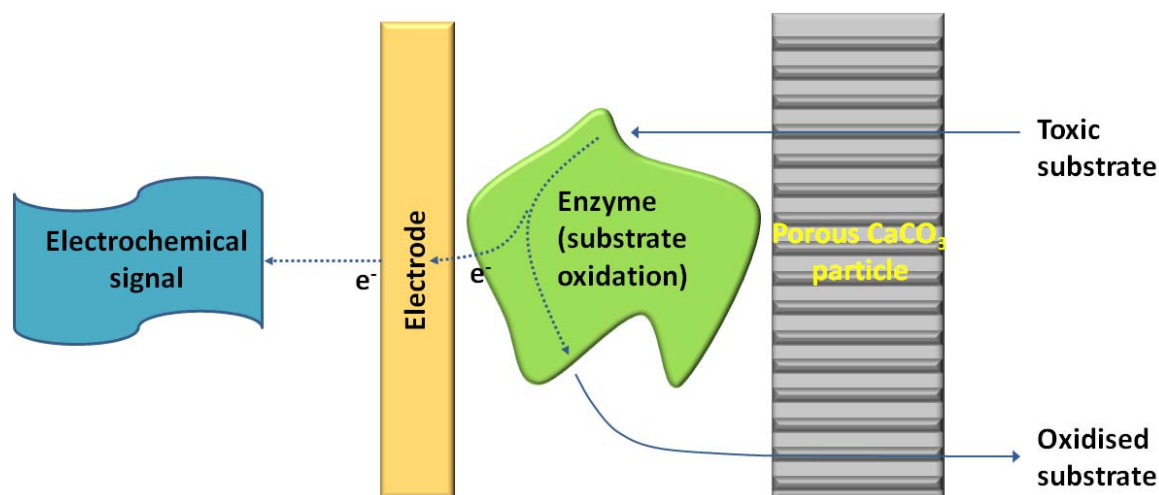 Toxic
substrate
Enzyme
(substrate
oxidation)
Electrochemical
signal
e⁻
Electrode
e⁻
Porous CaCO₃
particle
Oxidised
substrate